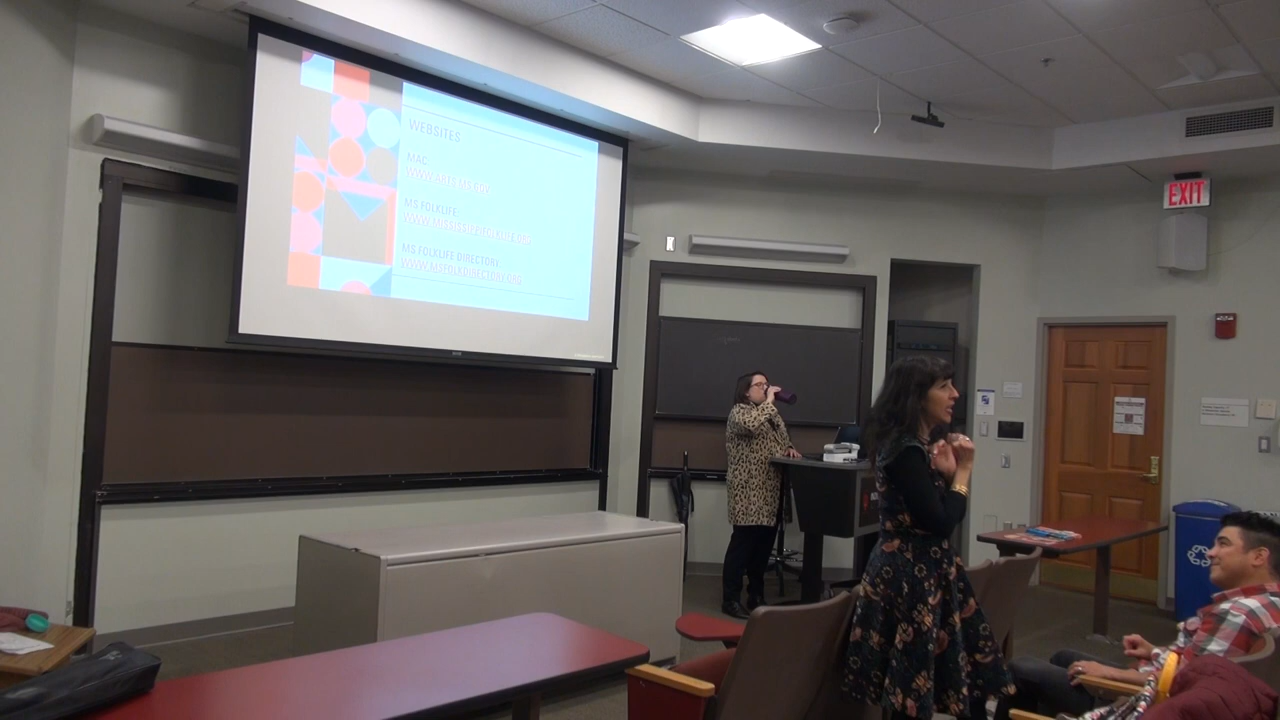 WEBSITES
MAC
WWW.ARTS.MS.GOV
MS FOLKLIFE
WWW.MISSISSIPPIFOLKLIFE.ORG
MS FOLKLIFE DIRECTORY
WWW.MSFOLKDIRECTORY.ORG
EXIT